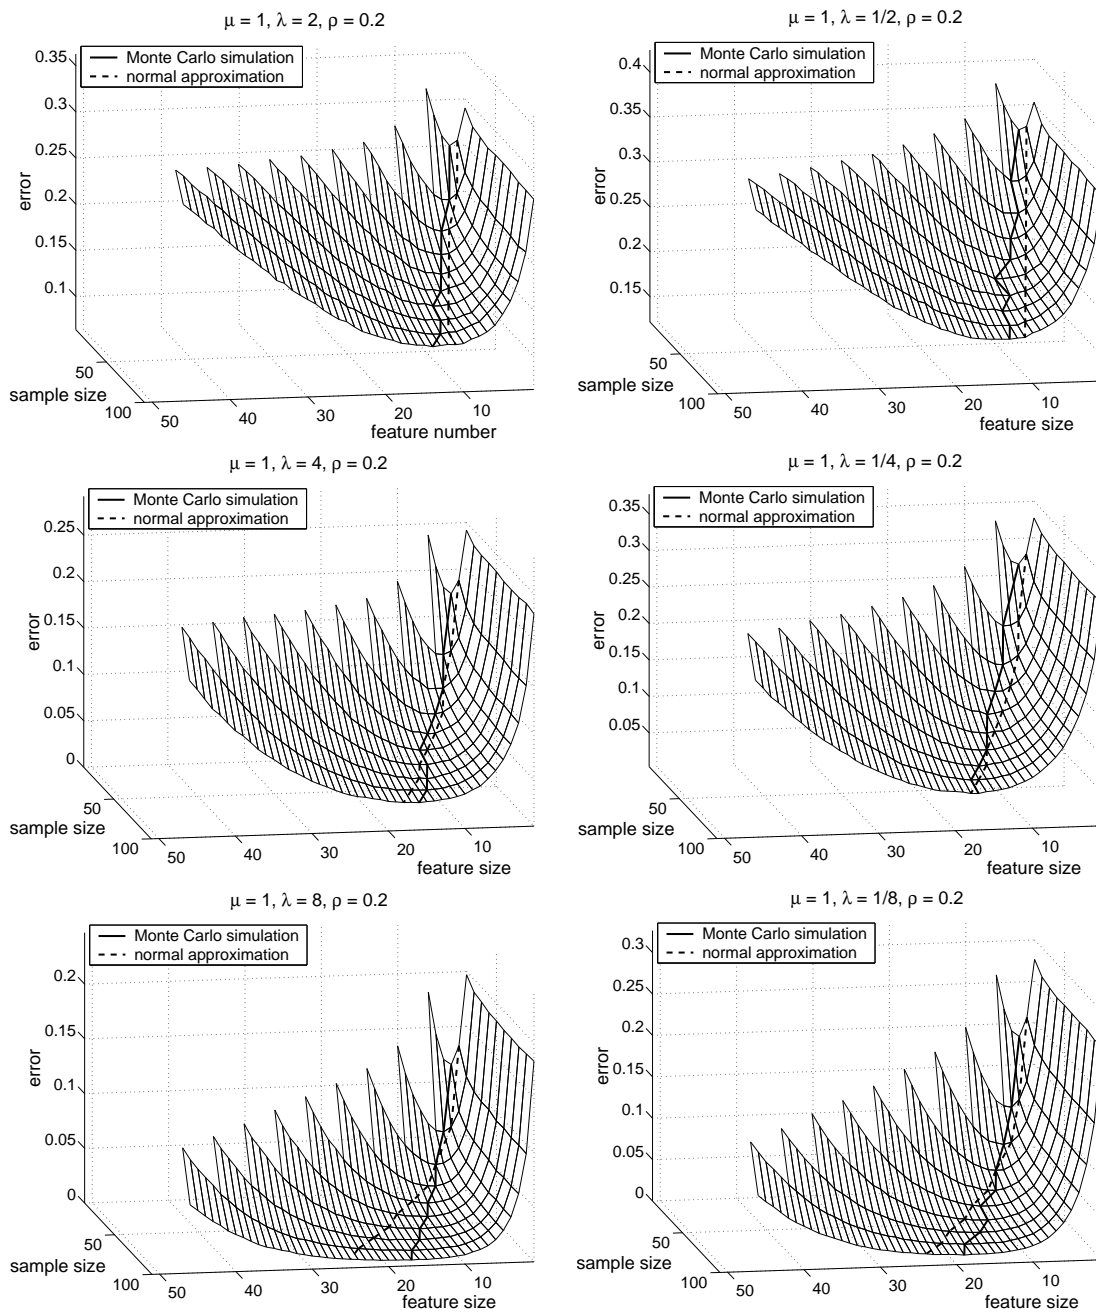 μ = 1, λ = 2, ρ = 0.2
Monte Carlo simulation
normal approximation
0.35
0.3
0.25
0.2
0.15
0.1
error
50
100
sample size
50
40
30
20
10
feature number
μ = 1, λ = 1/2, ρ = 0.2
Monte Carlo simulation
normal approximation
0.4
0.35
0.3
0.25
0.2
0.15
error
50
100
sample size
50
40
30
20
10
feature size
μ = 1, λ = 4, ρ = 0.2
Monte Carlo simulation
normal approximation
0.25
0.2
0.15
0.1
0.05
0
error
50
100
sample size
50
40
30
20
10
feature size
μ = 1, λ = 1/4, ρ = 0.2
Monte Carlo simulation
normal approximation
0.35
0.3
0.25
0.2
0.15
0.1
0.05
error
50
100
sample size
50
40
30
20
10
feature size
μ = 1, λ = 8, ρ = 0.2
Monte Carlo simulation
normal approximation
0.2
0.15
0.1
0.05
0
error
50
100
sample size
50
40
30
20
10
feature size
μ = 1, λ = 1/8, ρ = 0.2
Monte Carlo simulation
normal approximation
0.3
0.25
0.2
0.15
0.1
0.05
0
error
50
100
sample size
50
40
30
20
10
feature size